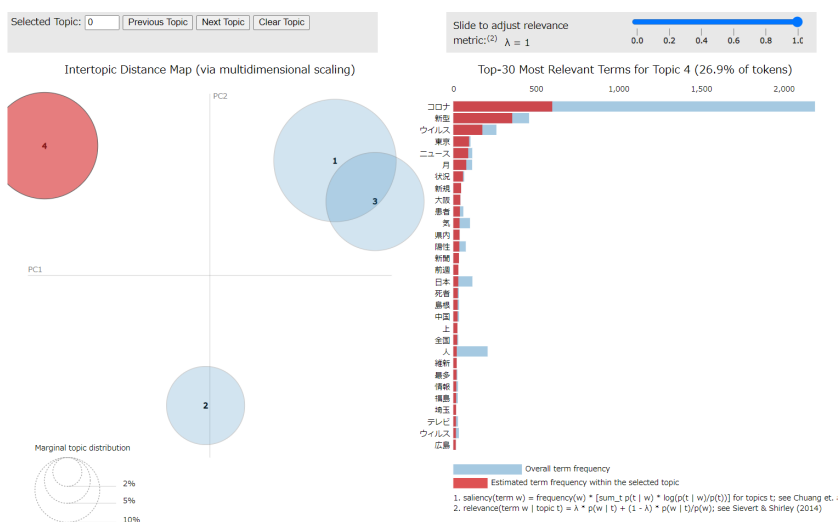 Selected Topic: 0 Previous Topic Next Topic Clear Topic
Slide to adjust relevance
metric:(2) λ = 1
0.0 0.2 0.4 0.6 0.8 1.0
Intertopic Distance Map (via multidimensional scaling)
PC2
PC1
4
1
3
2
Marginal topic distribution
2%
5%
10%
Top-30 Most Relevant Terms for Topic 4 (26.9% of tokens)
0 500 1,000 1,500 2,000
コロナ
新型
ウイルス
東京
ニュース
月
状況
新規
大阪
患者
気
県内
陽性
新聞
前週
日本
死者
島根
中国
上
全国
人
維新
最多
情報
福島
埼玉
テレビ
ウィルス
広島
Overall term frequency
Estimated term frequency within the selected topic
1. saliency(term w) = frequency(w) * [sum_t p(t | w) * log(p(t | w)/p(t))] for topics t; see Chuang et.
2. relevance(term w | topic t) = λ * p(w | t) + (1 - λ) * p(w | t)/p(w); see Sievert & Shirley (2014)